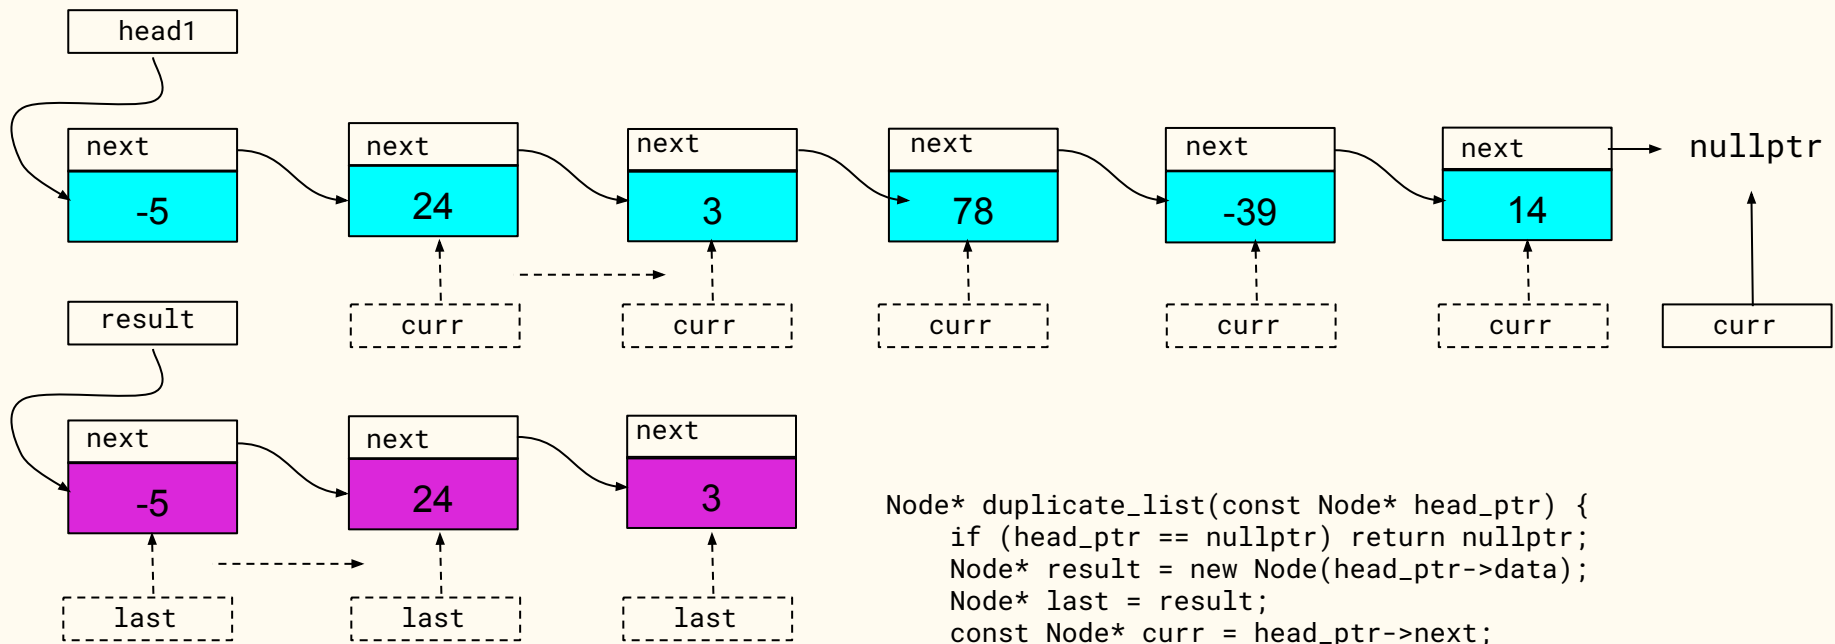 head1
next
next
next
next
next
next
nullptr
-5
24
3
78
-39
14
result
curr
curr
curr
curr
curr
curr
next
next
next
-5
24
3
last
last
last
Node* duplicate_list(const Node* head_ptr) {
    if (head_ptr == nullptr) return nullptr;
    Node* result = new Node(head_ptr->data);
    Node* last = result;
    const Node* curr = head_ptr->next;